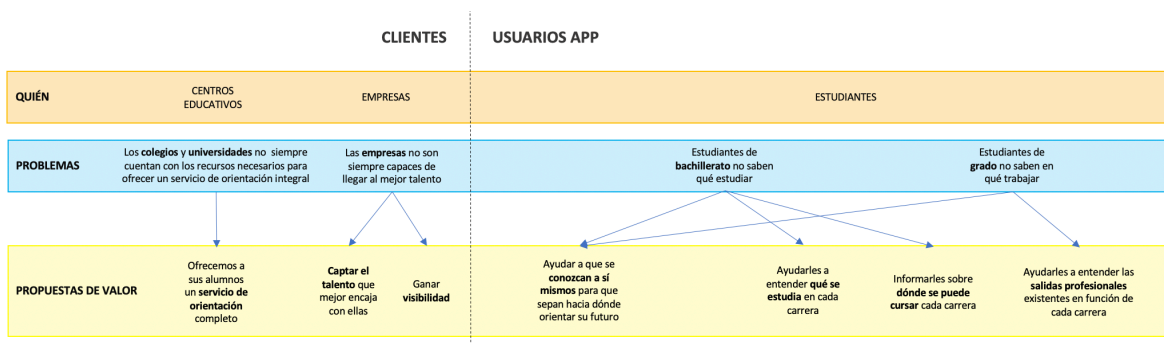 CLIENTES
USUARIOS APP
QUIÉN
CENTROS
EDUCATIVOS
EMPRESAS
ESTUDIANTES
PROBLEMAS
Los colegios y universidades no siempre
cuentan con los recursos necesarios para
ofrecer un servicio de orientación integral
Las empresas no son
siempre capaces de
llegar al mejor talento
Estudiantes de
bachillerato no saben
qué estudiar
Estudiantes de
grado no saben en
qué trabajar
PROPUESTAS DE VALOR
Ofrecemos a
sus alumnos
un servicio de
orientación
completo
Captar el
talento que
mejor encaja
con ellas
Ganar
visibilidad
Ayudar a que se
conozcan a sí
mismos para que
sepan hacia dónde
orientar su futuro
Ayudarles a
entender qué se
estudia en cada
carrera
Informarles sobre
dónde se puede
cursar cada carrera
Ayudarles a entender las
salidas profesionales
existentes en función de
cada carrera